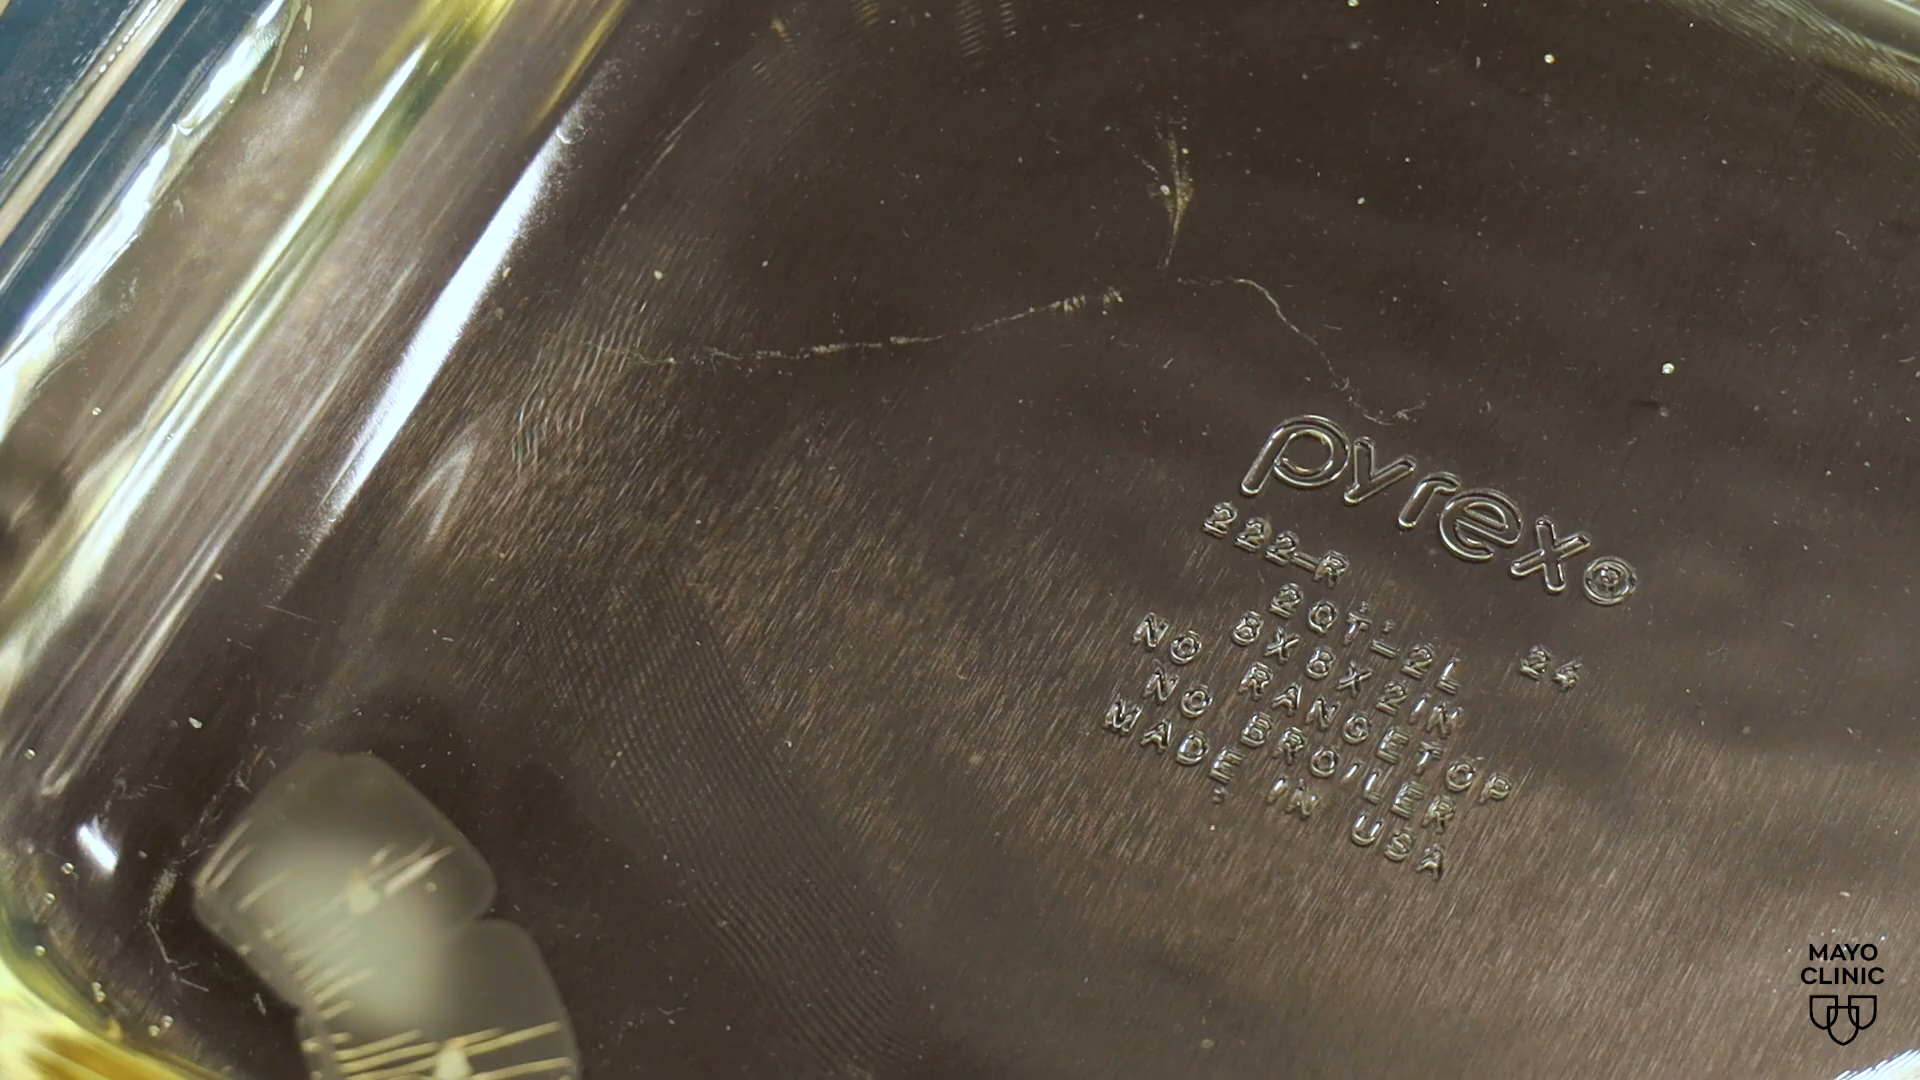 pyrex®
222-R
2QT-2L 24
8X8X2IN
NO RANGETOP
NO BROILER
MADE IN USA
MAYO
CLINIC